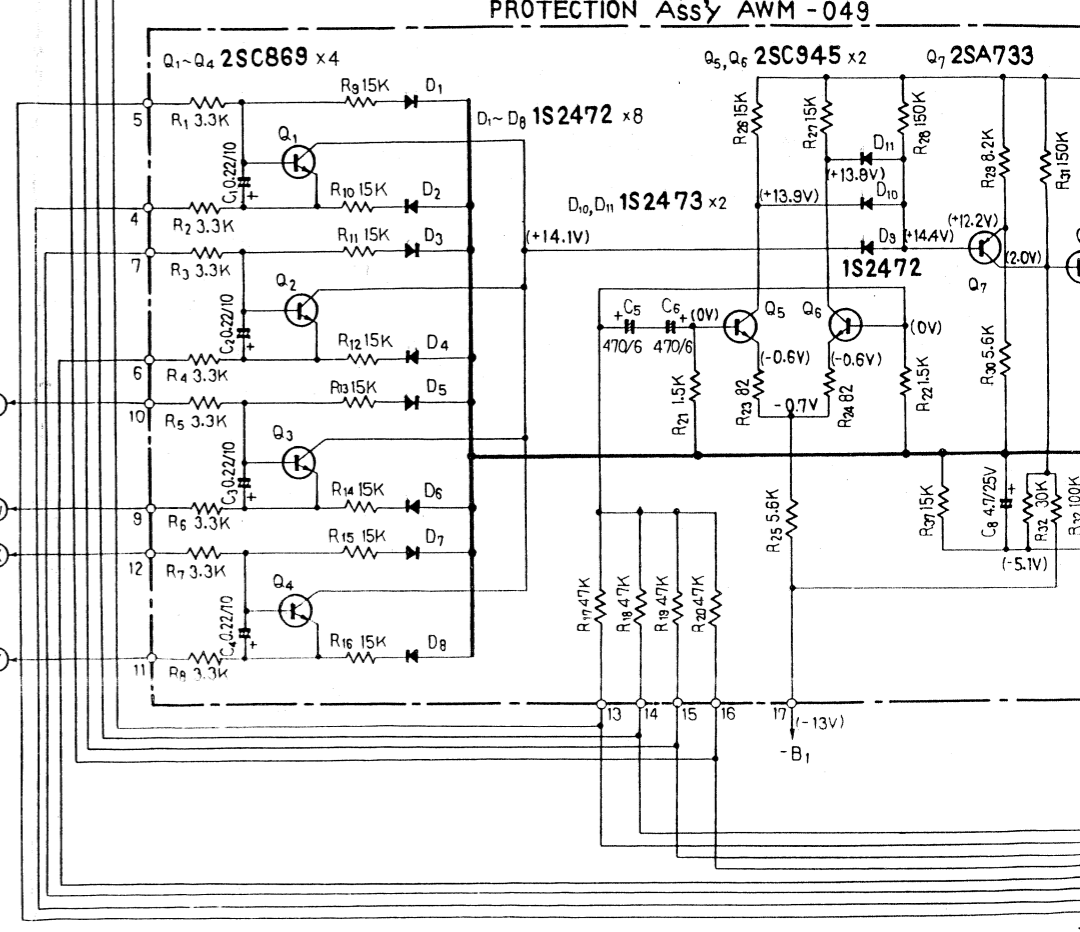 PROTECTION Ass'y AWM-049
Q1~Q4 2SC869 ×4
Q5, Q6 2SC945 ×2
Q7 2SA733
R9 15K
D1
D1~D8 1S2472 ×8
5
R1 3.3K
Q1
C1 0.22/10
+
R10 15K
D2
4
R2 3.3K
R11 15K
D3
7
R3 3.3K
Q2
C2 0.22/10
+
R12 15K
D4
6
R4 3.3K
R13 15K
D5
10
R5 3.3K
Q3
C3 0.22/10
+
R14 15K
D6
9
R6 3.3K
R15 15K
D7
12
R7 3.3K
Q4
C4 0.22/10
+
R16 15K
D8
11
R8 3.3K
R26 15K
R27 15K
R28 150K
R29 8.2K
R31 150K
D11
(+13.8V)
D10, D11 1S2473 ×2
(+13.9V)
D10
(+14.1V)
D9
(+14.4V)
(+12.2V)
1S2472
(2.0V)
Q7
+
C5
470/6
C6
+
470/6
(0V)
Q5
Q6
(0V)
(-0.6V)
(-0.6V)
R21 1.5K
R23 82
R24 82
R22 1.5K
R30 5.6K
-0.7V
R25 5.6K
R37 15K
C8 4.7/25V
+
R32 30K
R32 100K
(-5.1V)
R17 47K
R18 47K
R19 47K
R20 47K
13
14
15
16
17
(-13V)
-B1